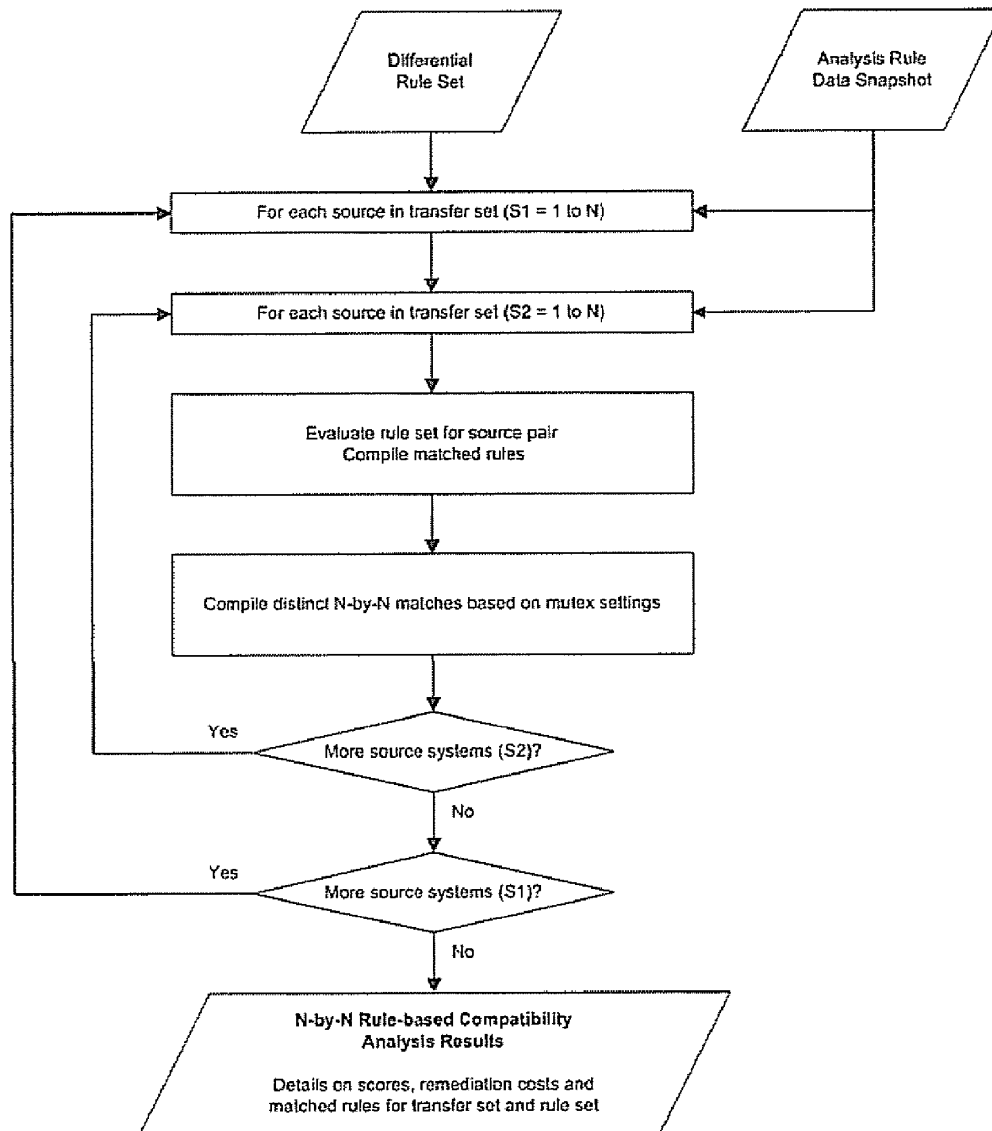 Differential
Rule Set
Analysis Rule
Data Snapshot
For each source in transfer set (S1 = 1 to N)
For each source in transfer set (S2 = 1 to N)
Evaluate rule set for source pair
Compile matched rules
Compile distinct N-by-N matches based on mutex settings
Yes
More source systems (S2)?
No
Yes
More source systems (S1)?
No
N-by-N Rule-based Compatibility
Analysis Results
Details on scores, remediation costs and
matched rules for transfer set and rule set